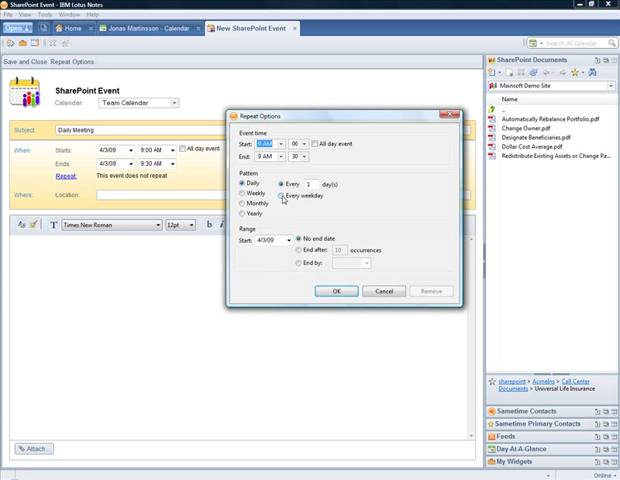 SharePoint Event - IBM Lotus Notes
File View Tools Window Help
Open Home Jonas Martinsson - Calendar New SharePoint Event
Search All Calendar
Save and Close Repeat Options
SharePoint Event
Calendar: Team Calendar
Subject: Daily Meeting
When: Starts: 4/3/09 8:00 AM All day event
Ends: 4/3/09 9:30 AM
Repeat: This event does not repeat
Where: Location:
Times New Roman 12pt b i
Attach...
Repeat Options
Event time
Start: 9 AM 00 All day event
End: 9 AM 30
Pattern
Daily Every 1 day(s)
Weekly Every weekday
Monthly
Yearly
Range
Start: 4/3/09 No end date
End after: 10 occurrences
End by:
OK Cancel Remove
SharePoint Documents
Mainsoft Demo Site
Name
..
Automatically Rebalance Portfolio.pdf
Change Owner.pdf
Designate Beneficiaries.pdf
Dollar Cost Average.pdf
Redistribute Existing Assets or Change Pa...
sharepoint > AcmeIns > Call Center
Documents > Universal Life Insurance
Sametime Contacts
Sametime Primary Contacts
Feeds
Day-At-A-Glance
My Widgets
Online